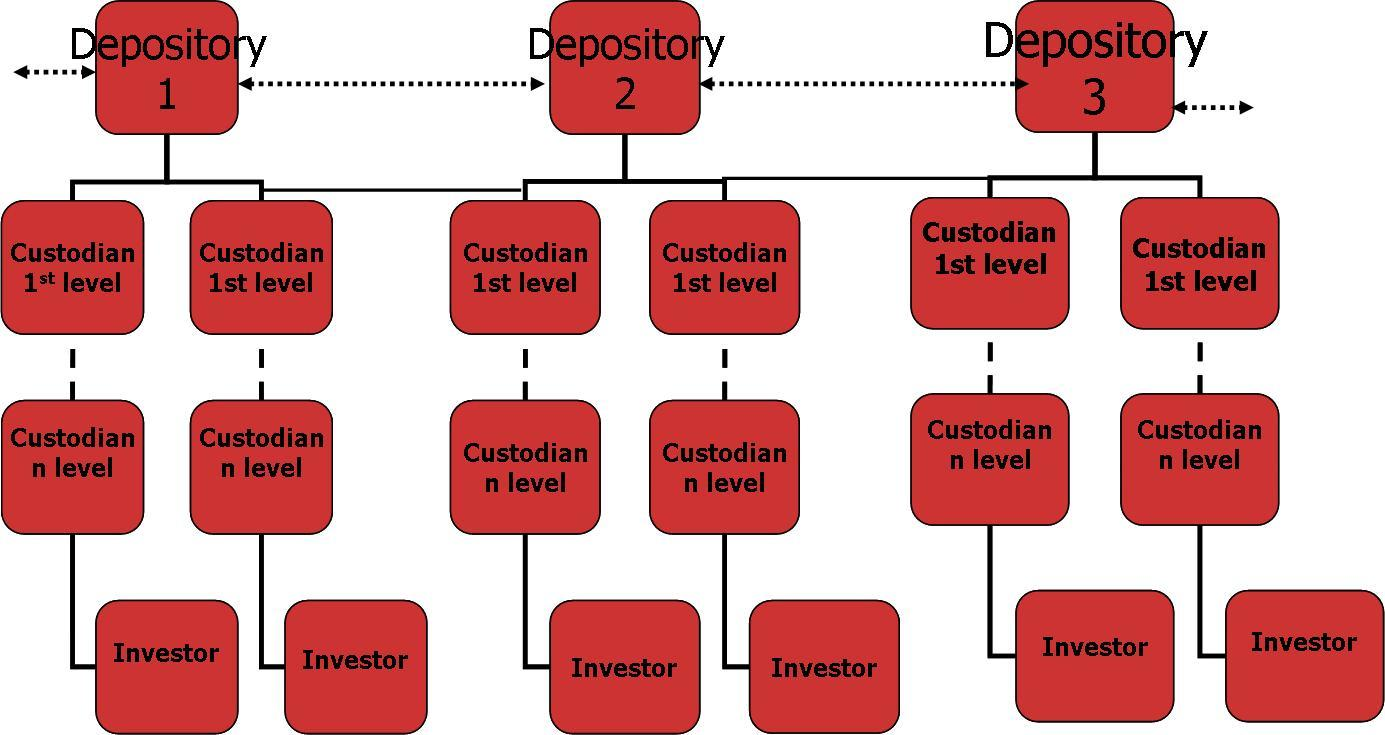 Depository
1
Depository
2
Depository
3
Custodian
1st level
Custodian
1st level
Custodian
1st level
Custodian
1st level
Custodian
1st level
Custodian
1st level
Custodian
n level
Custodian
n level
Custodian
n level
Custodian
n level
Custodian
n level
Custodian
n level
Investor
Investor
Investor
Investor
Investor
Investor